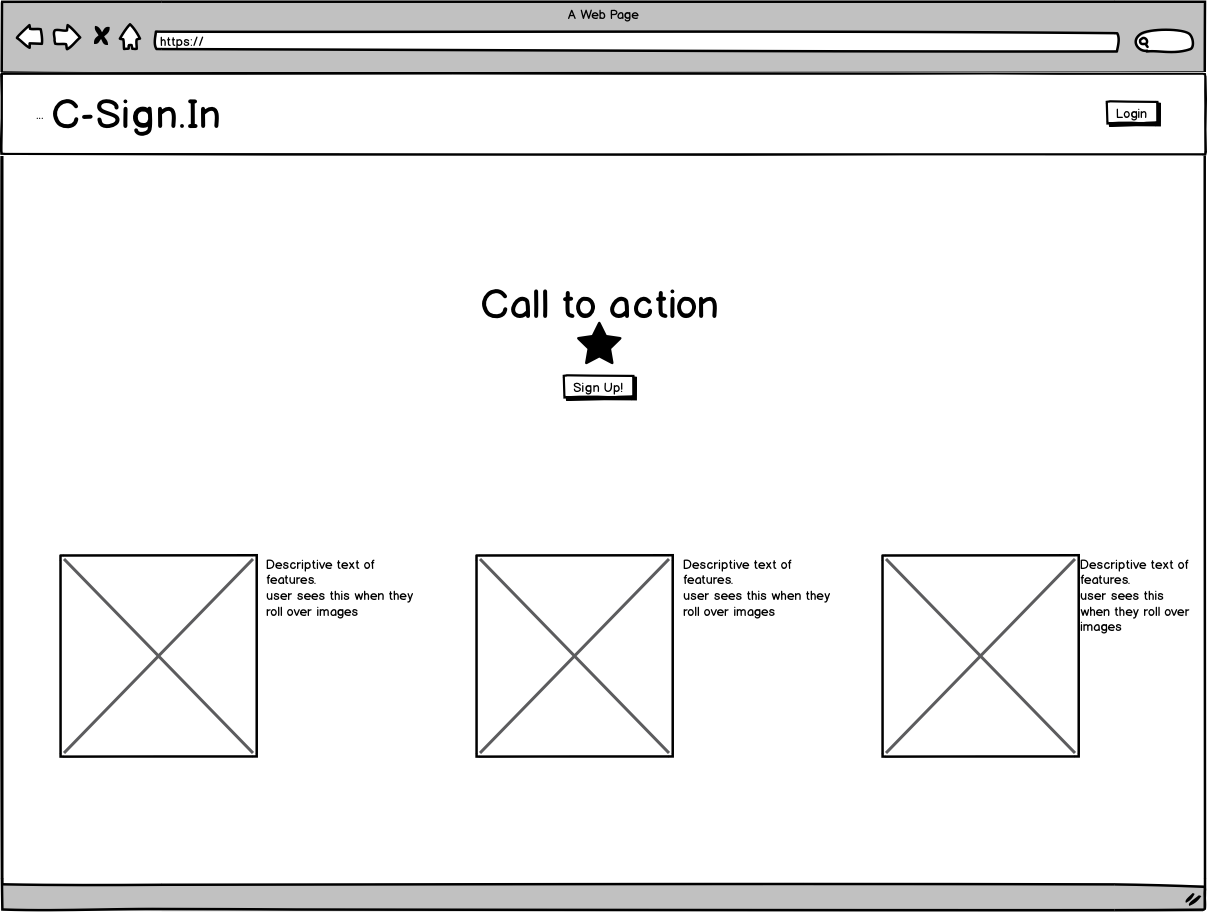 A Web Page
https://
... C-Sign.In
Login
Call to action
Sign Up!
Descriptive text of
features.
user sees this when they
roll over images
Descriptive text of
features.
user sees this when they
roll over images
Descriptive text of
features.
user sees this
when they roll over
images